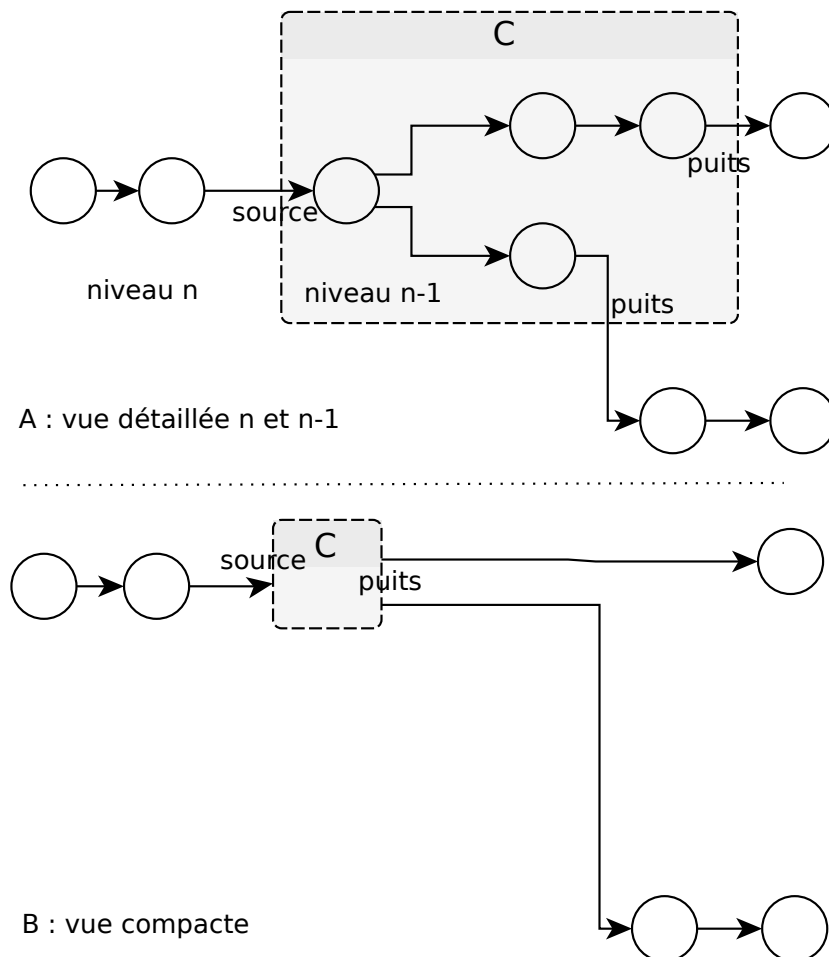 C
puits
source
niveau n
niveau n-1
puits
A : vue détaillée n et n-1
C
source
puits
B : vue compacte